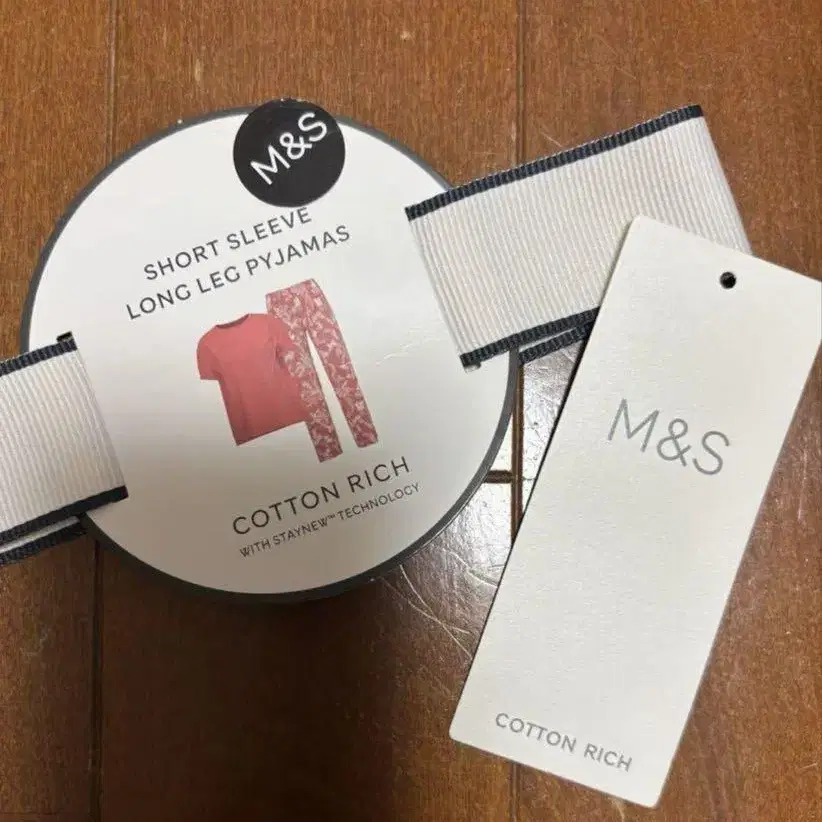 M&S
SHORT SLEEVE
LONG LEG PYJAMAS
COTTON RICH
WITH STAYNEW™ TECHNOLOGY
M&S
COTTON RICH